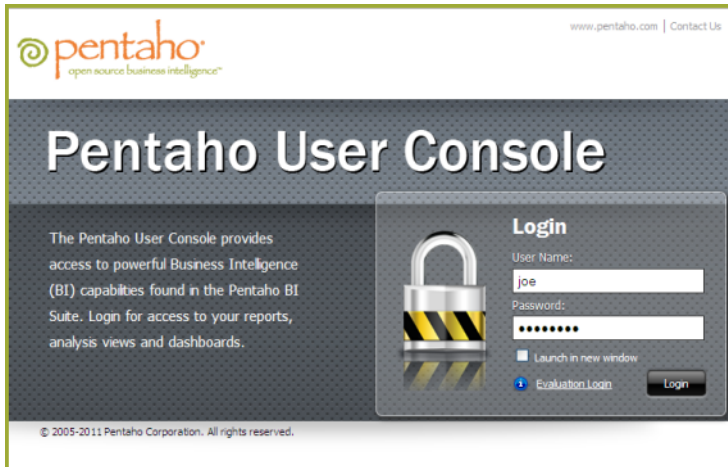 www.pentaho.com | Contact Us
pentaho
open source business intelligence™
Pentaho User Console
The Pentaho User Console provides
access to powerful Business Intelligence
(BI) capabilities found in the Pentaho BI
Suite. Login for access to your reports,
analysis views and dashboards.
Login
User Name:
joe
Password:
••••••••
Launch in new window
Evaluation Login
Login
© 2005-2011 Pentaho Corporation. All rights reserved.